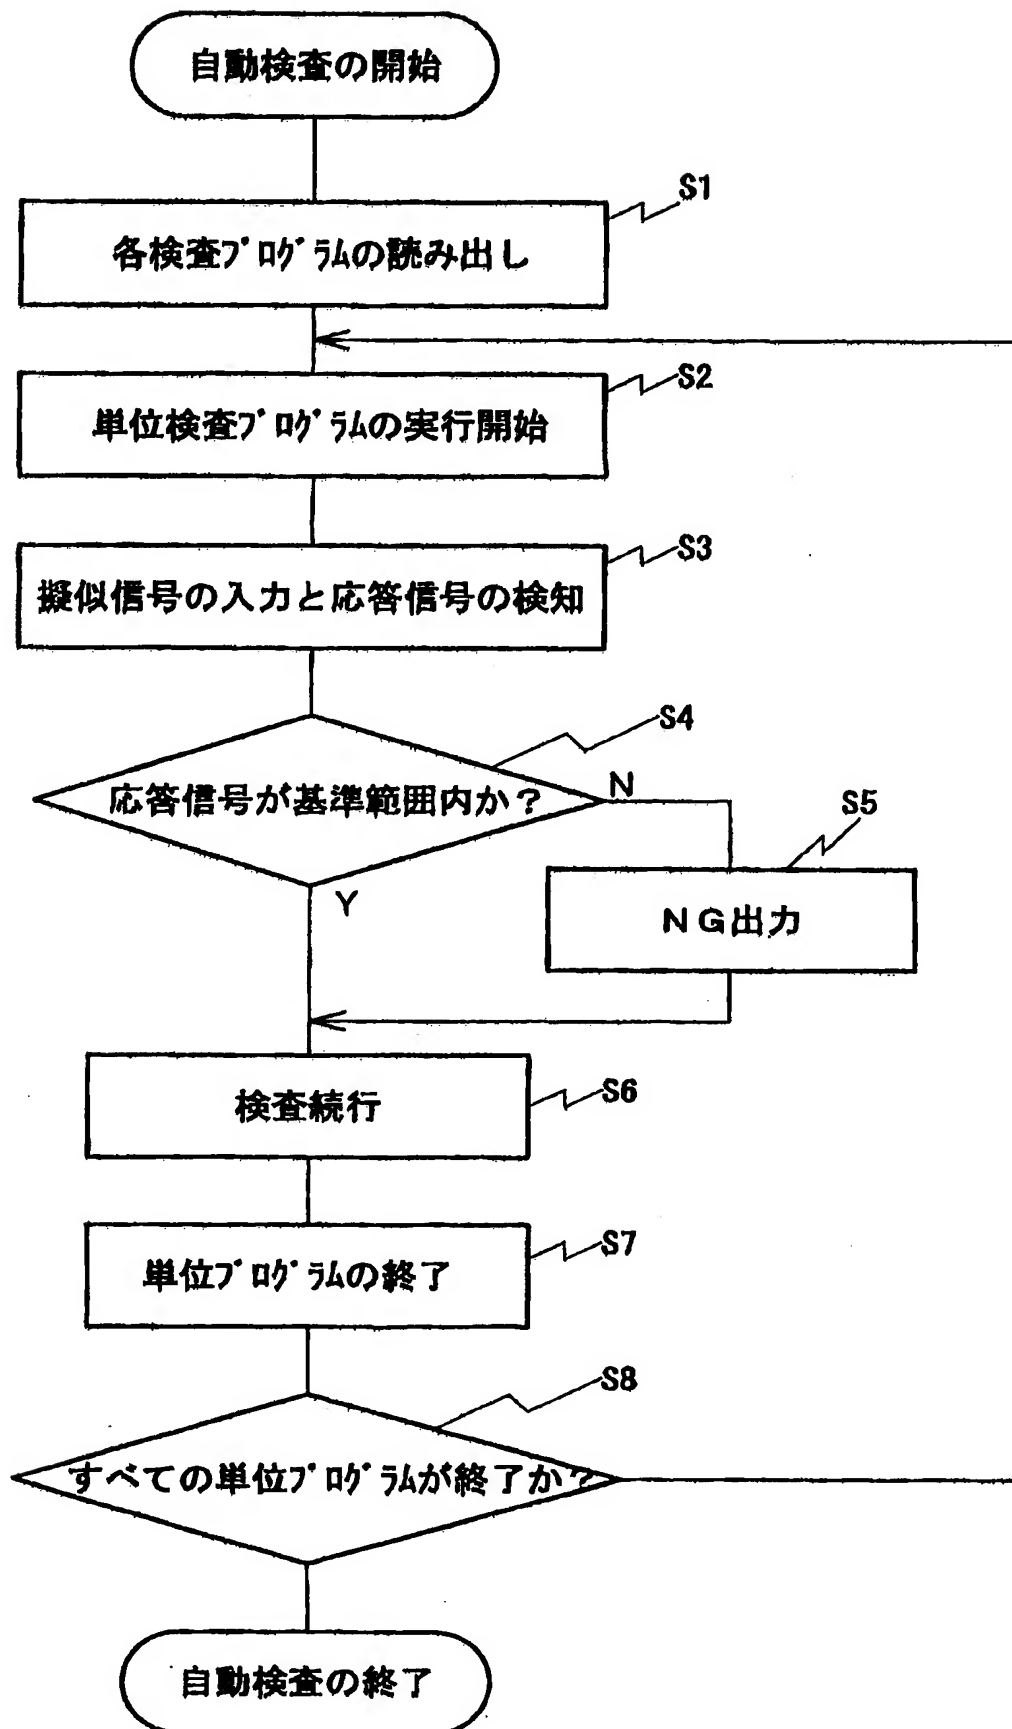 自動検査の開始
S1
各検査ﾌﾟﾛｸﾞﾗﾑの読み出し
S2
単位検査ﾌﾟﾛｸﾞﾗﾑの実行開始
S3
擬似信号の入力と応答信号の検知
S4
応答信号が基準範囲内か？
N
Y
S5
ＮＧ出力
S6
検査続行
S7
単位ﾌﾟﾛｸﾞﾗﾑの終了
S8
すべての単位ﾌﾟﾛｸﾞﾗﾑが終了か？
自動検査の終了